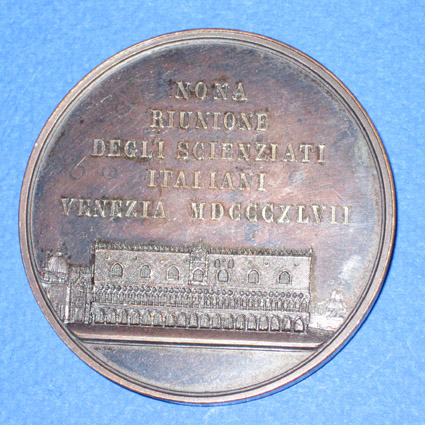 NONA
RIUNIONE
DEGLI SCIENZIATI
ITALIANI
VENEZIA MDCCCXLVII